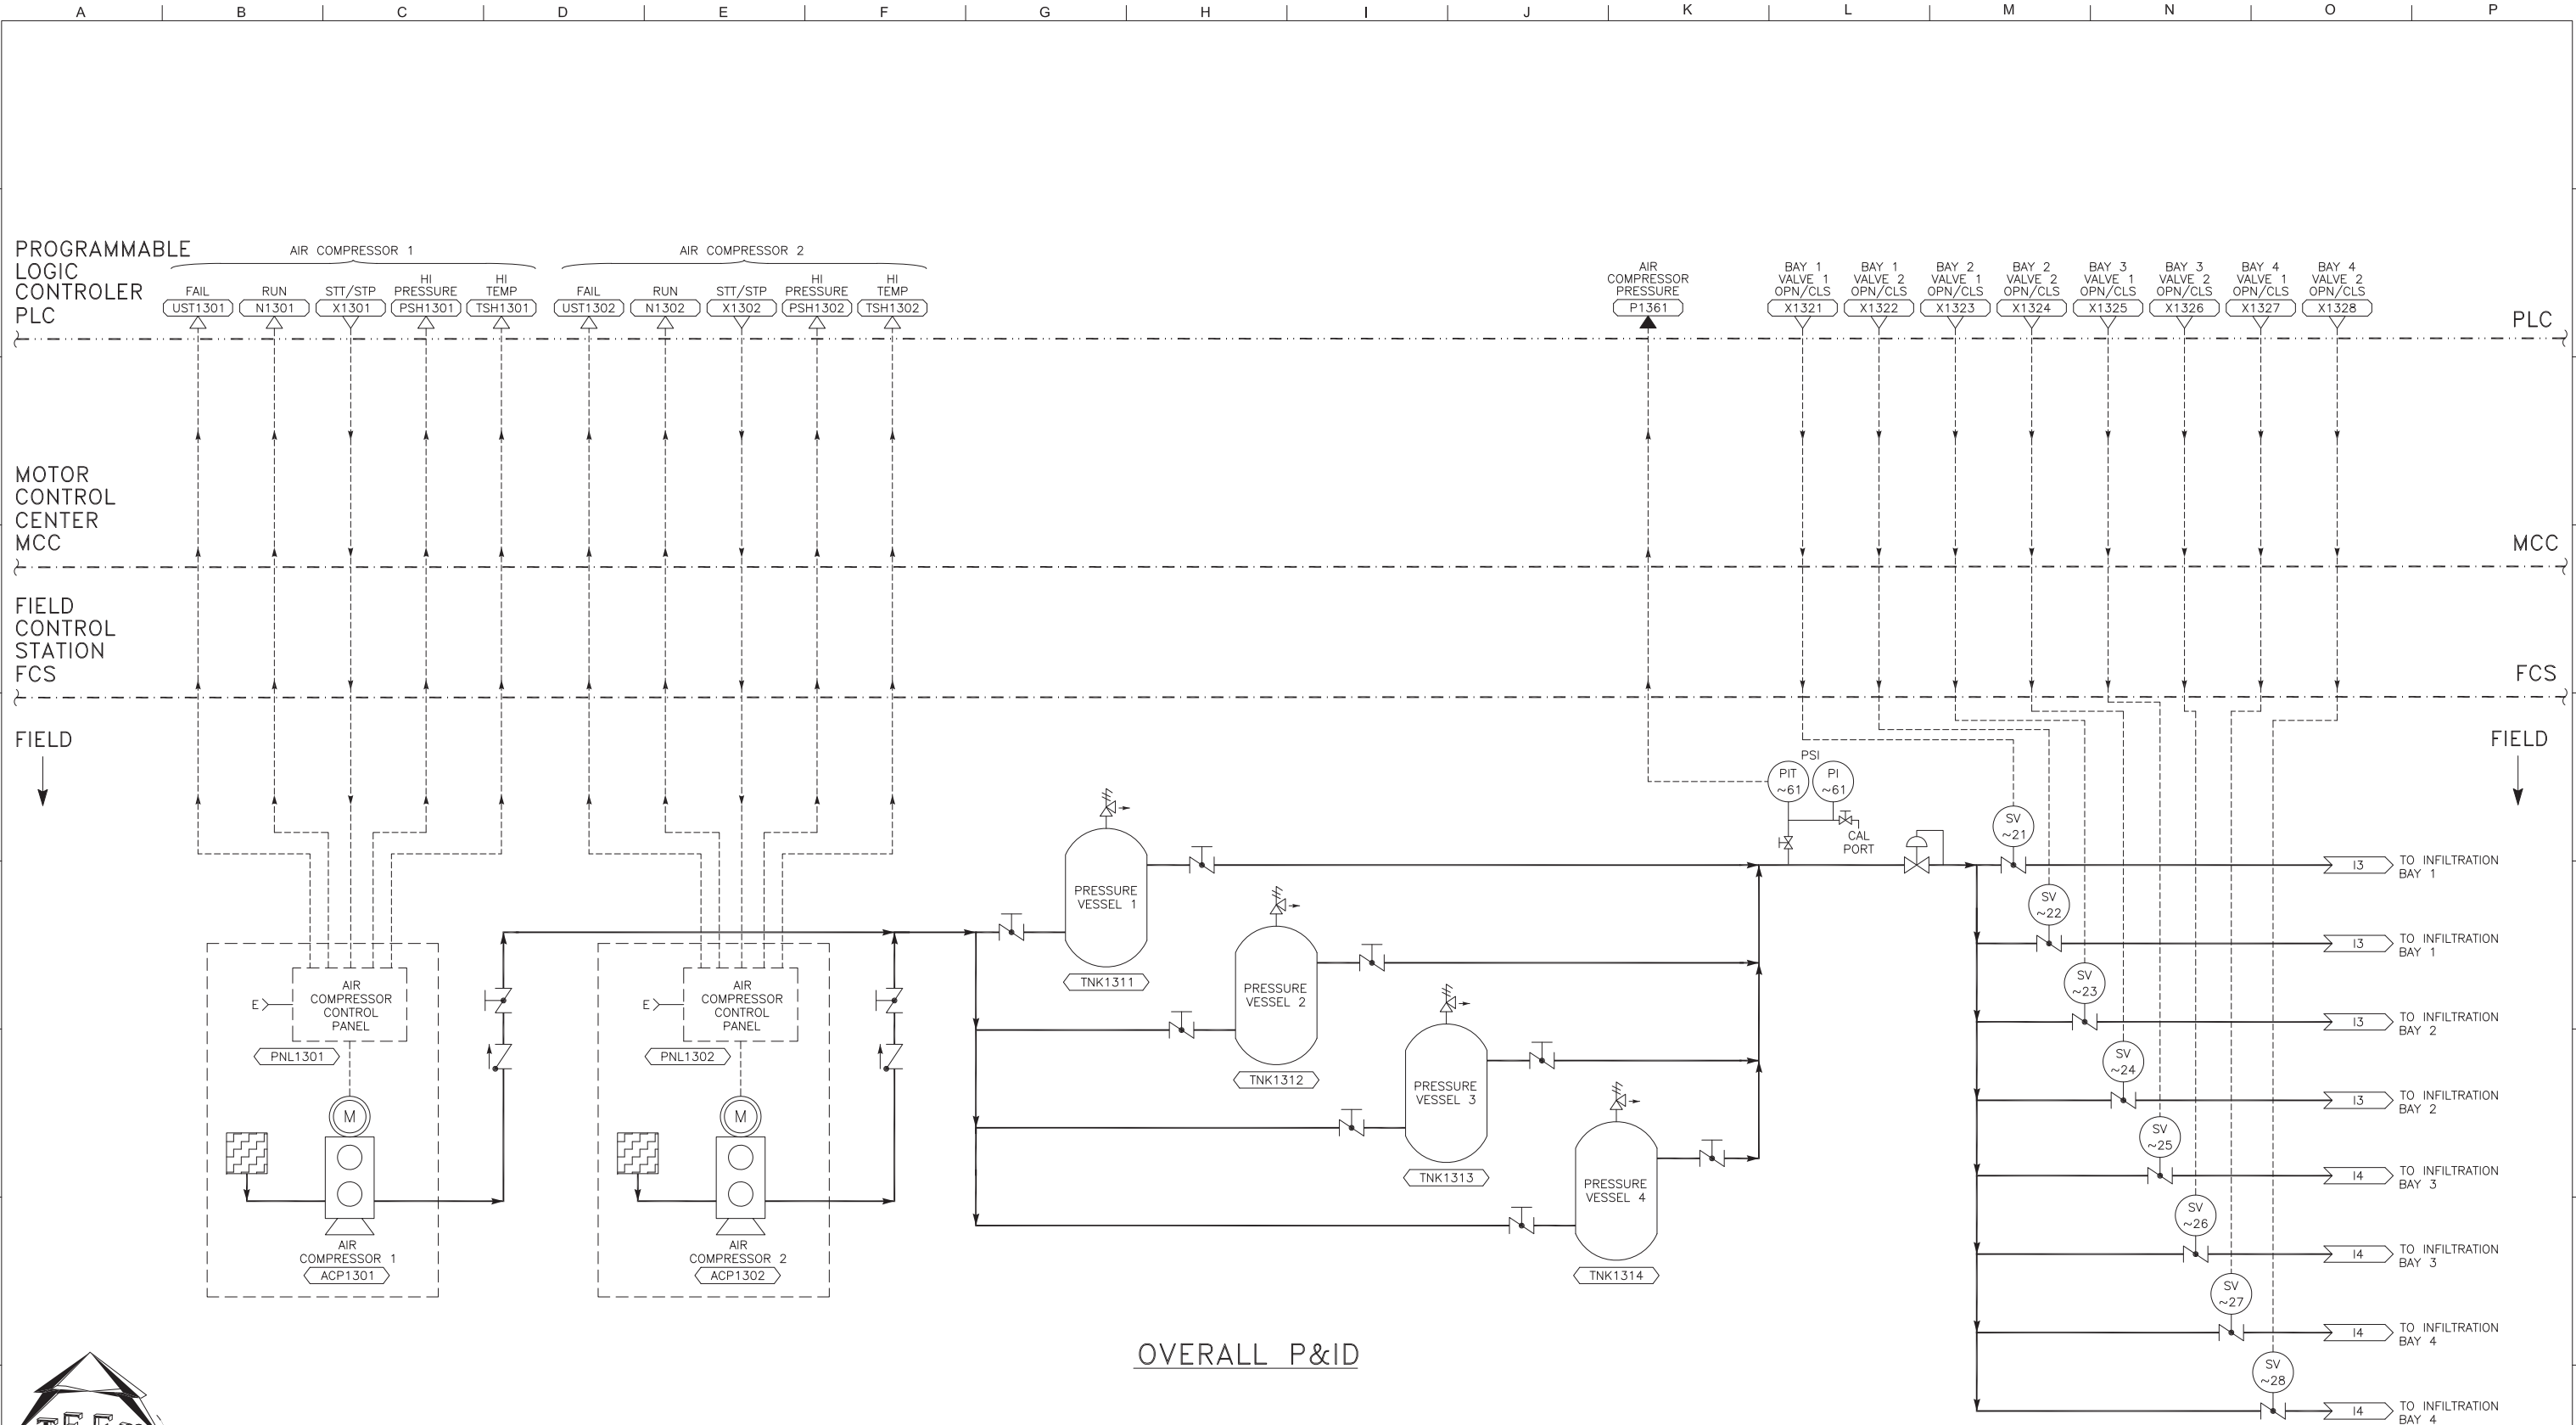 A B C D E F G H I J K L M N O P
PROGRAMMABLE
LOGIC
CONTROLER
PLC
AIR COMPRESSOR 1
FAIL
UST1301
RUN
N1301
STT/STP
X1301
HI
PRESSURE
PSH1301
HI
TEMP
TSH1301
AIR COMPRESSOR 2
FAIL
UST1302
RUN
N1302
STT/STP
X1302
HI
PRESSURE
PSH1302
HI
TEMP
TSH1302
AIR
COMPRESSOR
PRESSURE
P1361
BAY 1
VALVE 1
OPN/CLS
X1321
BAY 1
VALVE 2
OPN/CLS
X1322
BAY 2
VALVE 1
OPN/CLS
X1323
BAY 2
VALVE 2
OPN/CLS
X1324
BAY 3
VALVE 1
OPN/CLS
X1325
BAY 3
VALVE 2
OPN/CLS
X1326
BAY 4
VALVE 1
OPN/CLS
X1327
BAY 4
VALVE 2
OPN/CLS
X1328
PLC
MOTOR
CONTROL
CENTER
MCC
MCC
FIELD
CONTROL
STATION
FCS
FCS
FIELD
FIELD
E
AIR
COMPRESSOR
CONTROL
PANEL
PNL1301
M
AIR
COMPRESSOR 1
ACP1301
E
AIR
COMPRESSOR
CONTROL
PANEL
PNL1302
M
AIR
COMPRESSOR 2
ACP1302
PRESSURE
VESSEL 1
TNK1311
PRESSURE
VESSEL 2
TNK1312
PRESSURE
VESSEL 3
TNK1313
PRESSURE
VESSEL 4
TNK1314
PSI
PIT
~61
PI
~61
CAL
PORT
SV
~21
I3
TO INFILTRATION
BAY 1
SV
~22
I3
TO INFILTRATION
BAY 1
SV
~23
I3
TO INFILTRATION
BAY 2
SV
~24
I3
TO INFILTRATION
BAY 2
SV
~25
I4
TO INFILTRATION
BAY 3
SV
~26
I4
TO INFILTRATION
BAY 3
SV
~27
I4
TO INFILTRATION
BAY 4
SV
~28
I4
TO INFILTRATION
BAY 4
OVERALL P&ID